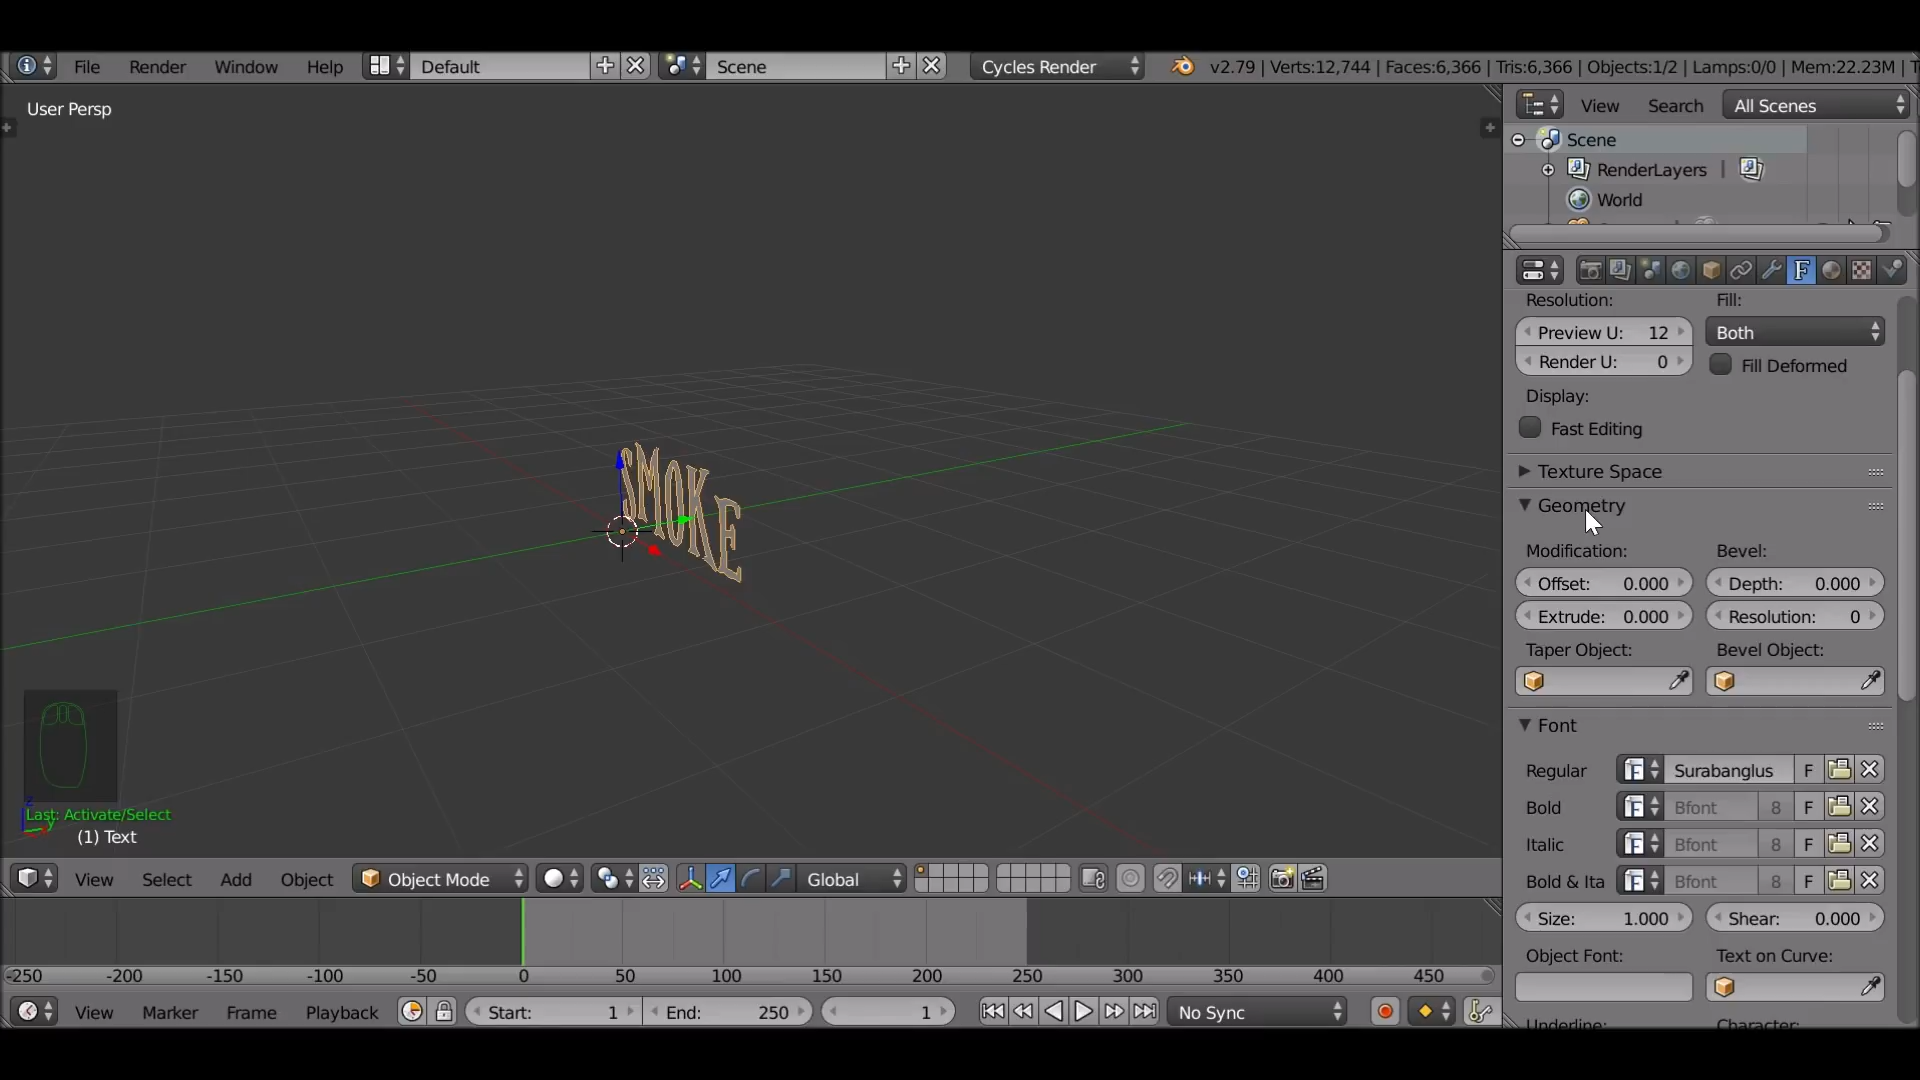 File Render Window Help Default Scene Cycles Render v2.79 | Verts:12,744 | Faces:6,366 | Tris:6,366 | Objects:1/2 | Lamps:0/0 | Mem:22.23M |
User Persp
SMOKE
Last: Activate/Select
(1) Text
View Select Add Object Object Mode Global
-250 -200 -150 -100 -50 0 50 100 150 200 250 300 350 400 450
View Marker Frame Playback Start: 1 End: 250 1 No Sync
View Search All Scenes
Scene
RenderLayers |
World
F
Resolution: Fill:
Preview U: 12 Both
Render U: 0 Fill Deformed
Display:
Fast Editing
Texture Space
Geometry
Modification: Bevel:
Offset: 0.000 Depth: 0.000
Extrude: 0.000 Resolution: 0
Taper Object: Bevel Object:
Font
Regular F Surabanglus F
Bold F Bfont 8 F
Italic F Bfont 8 F
Bold & Ita F Bfont 8 F
Size: 1.000 Shear: 0.000
Object Font: Text on Curve:
Underline: Character: